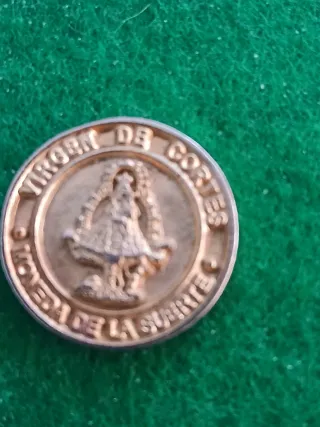 VIRGEN DE CORTES
MONEDA DE LA SUERTE